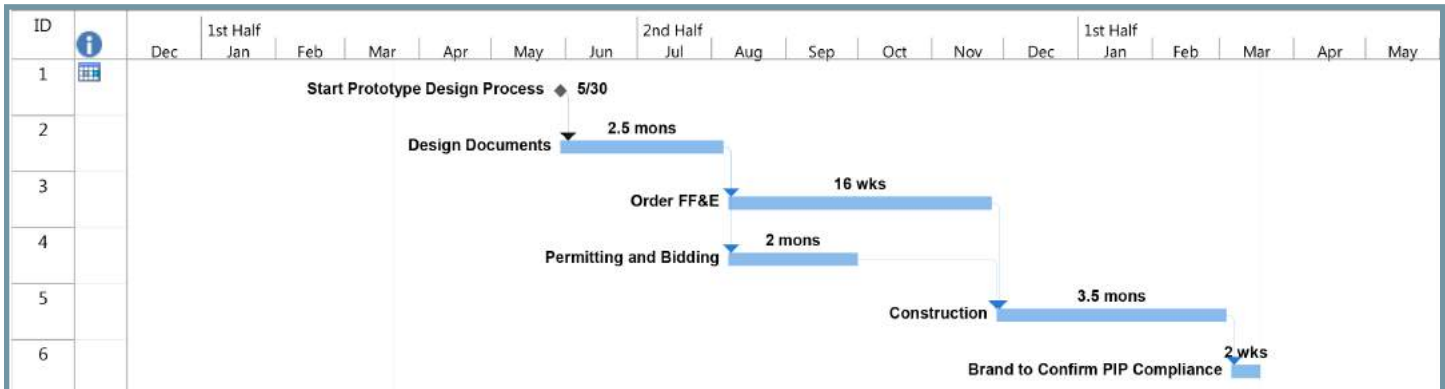 ID
1st Half 2nd Half 1st Half
Dec Jan Feb Mar Apr May Jun Jul Aug Sep Oct Nov Dec Jan Feb Mar Apr May
1
Start Prototype Design Process 5/30
2
2.5 mons
Design Documents
3
16 wks
Order FF&E
4
2 mons
Permitting and Bidding
5
3.5 mons
Construction
6
2 wks
Brand to Confirm PIP Compliance